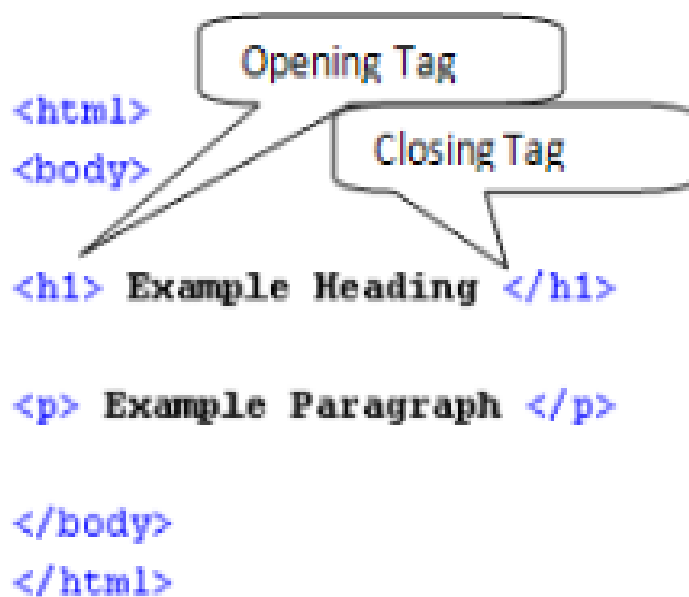 Opening Tag
<html>
Closing Tag
<body>
<h1> Example Heading </h1>
<p> Example Paragraph </p>
</body>
</html>